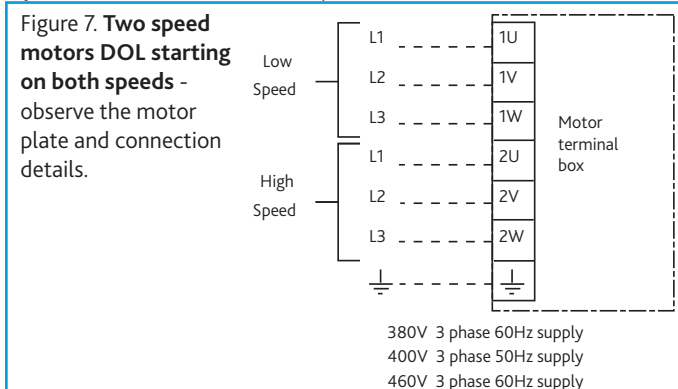 Figure 7. Two speed
motors DOL starting
on both speeds -
observe the motor
plate and connection
details.
Low
Speed
L1
1U
L2
1V
L3
1W
High
Speed
L1
2U
L2
2V
L3
2W
Motor
terminal
box
380V 3 phase 60Hz supply
400V 3 phase 50Hz supply
460V 3 phase 60Hz supply